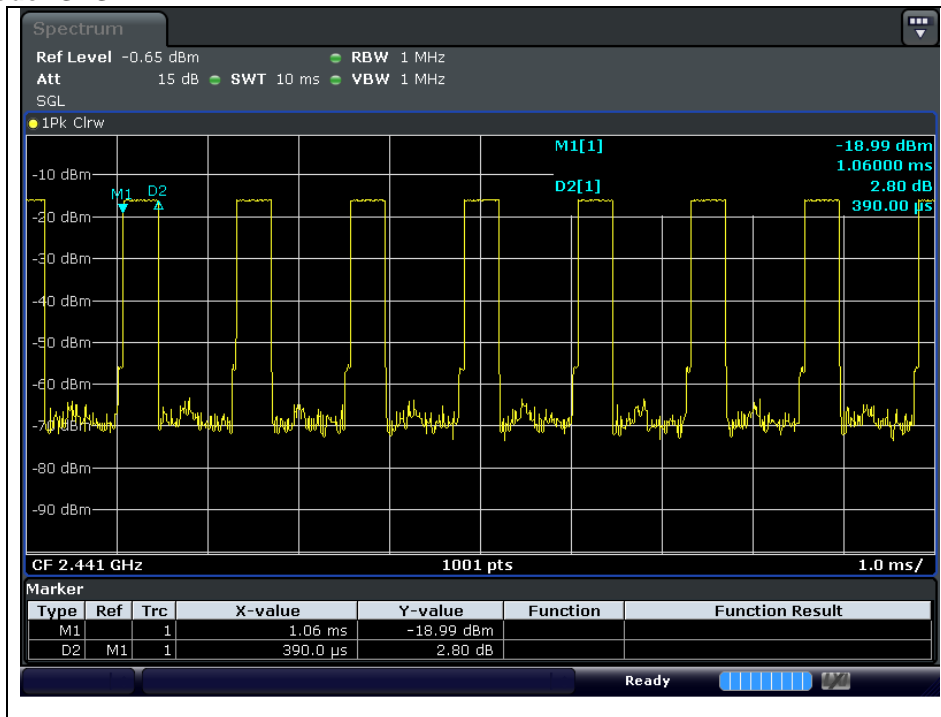 Spectrum
Ref Level -0.65 dBm RBW 1 MHz
Att 15 dB SWT 10 ms VBW 1 MHz
SGL
1Pk Clrw
M1[1] -18.99 dBm
1.06000 ms
D2[1] 2.80 dB
390.00 µs
M1 D2
-10 dBm
-20 dBm
-30 dBm
-40 dBm
-50 dBm
-60 dBm
-70 dBm
-80 dBm
-90 dBm
CF 2.441 GHz 1001 pts 1.0 ms/
Marker
Type Ref Trc X-value Y-value Function Function Result
M1 1 1.06 ms -18.99 dBm
D2 M1 1 390.0 µs 2.80 dB
Ready